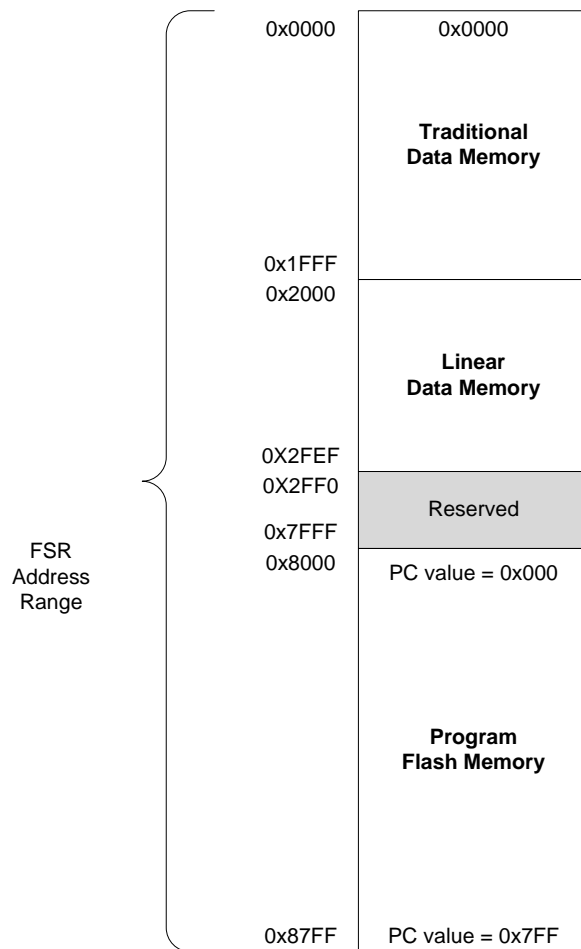 0x0000
0x0000
Traditional
Data Memory
0x1FFF
0x2000
Linear
Data Memory
0X2FEF
0X2FF0
Reserved
0x7FFF
FSR
Address
Range
0x8000
PC value = 0x000
Program
Flash Memory
0x87FF
PC value = 0x7FF